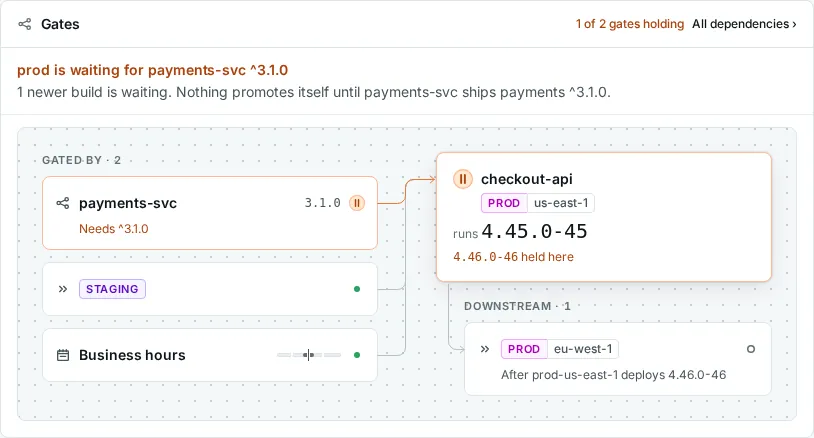 Gates
1 of 2 gates holding All dependencies ›
prod is waiting for payments-svc ^3.1.0
1 newer build is waiting. Nothing promotes itself until payments-svc ships payments ^3.1.0.
GATED BY · 2
payments-svc 3.1.0
Needs ^3.1.0
STAGING
Business hours
checkout-api
PROD us-east-1
runs 4.45.0-45
4.46.0-46 held here
DOWNSTREAM · 1
PROD eu-west-1
After prod-us-east-1 deploys 4.46.0-46